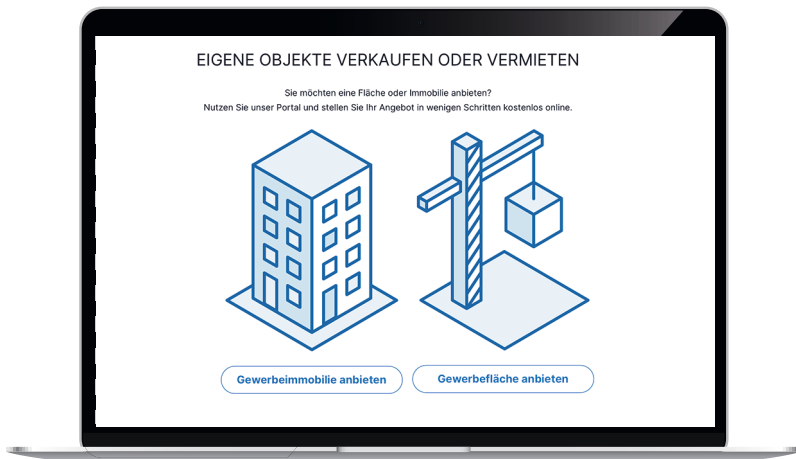 EIGENE OBJEKTE VERKAUFEN ODER VERMIETEN
Sie möchten eine Fläche oder Immobilie anbieten?
Nutzen Sie unser Portal und stellen Sie Ihr Angebot in wenigen Schritten kostenlos online.
Gewerbeimmobilie anbieten
Gewerbefläche anbieten